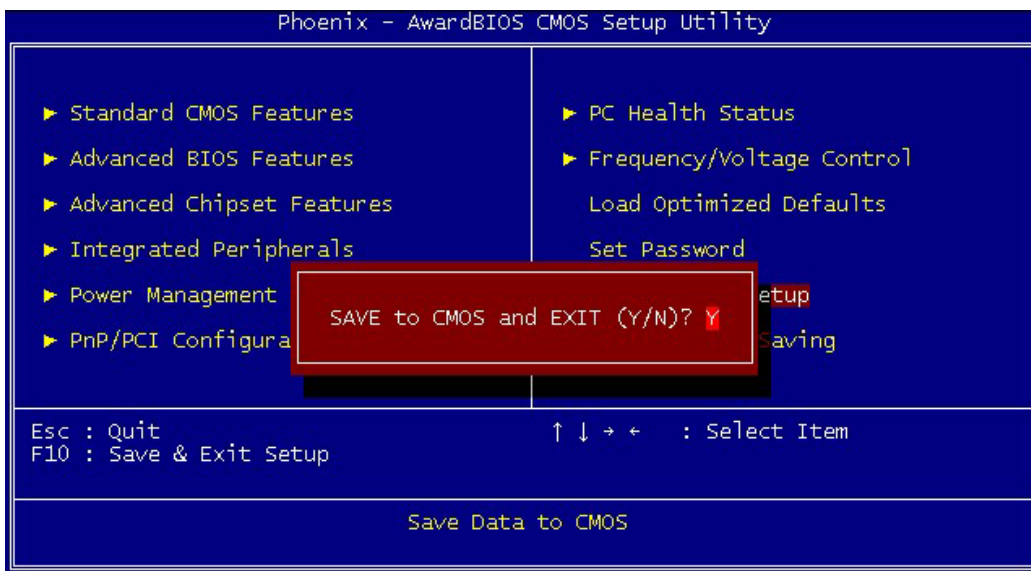 Phoenix - AwardBIOS CMOS Setup Utility
► Standard CMOS Features
► Advanced BIOS Features
► Advanced Chipset Features
► Integrated Peripherals
► Power Management
► PnP/PCI Configura
► PC Health Status
► Frequency/Voltage Control
Load Optimized Defaults
Set Password
etup
Saving
SAVE to CMOS and EXIT (Y/N)? Y
Esc : Quit
F10 : Save & Exit Setup
↑ ↓ → ← : Select Item
Save Data to CMOS